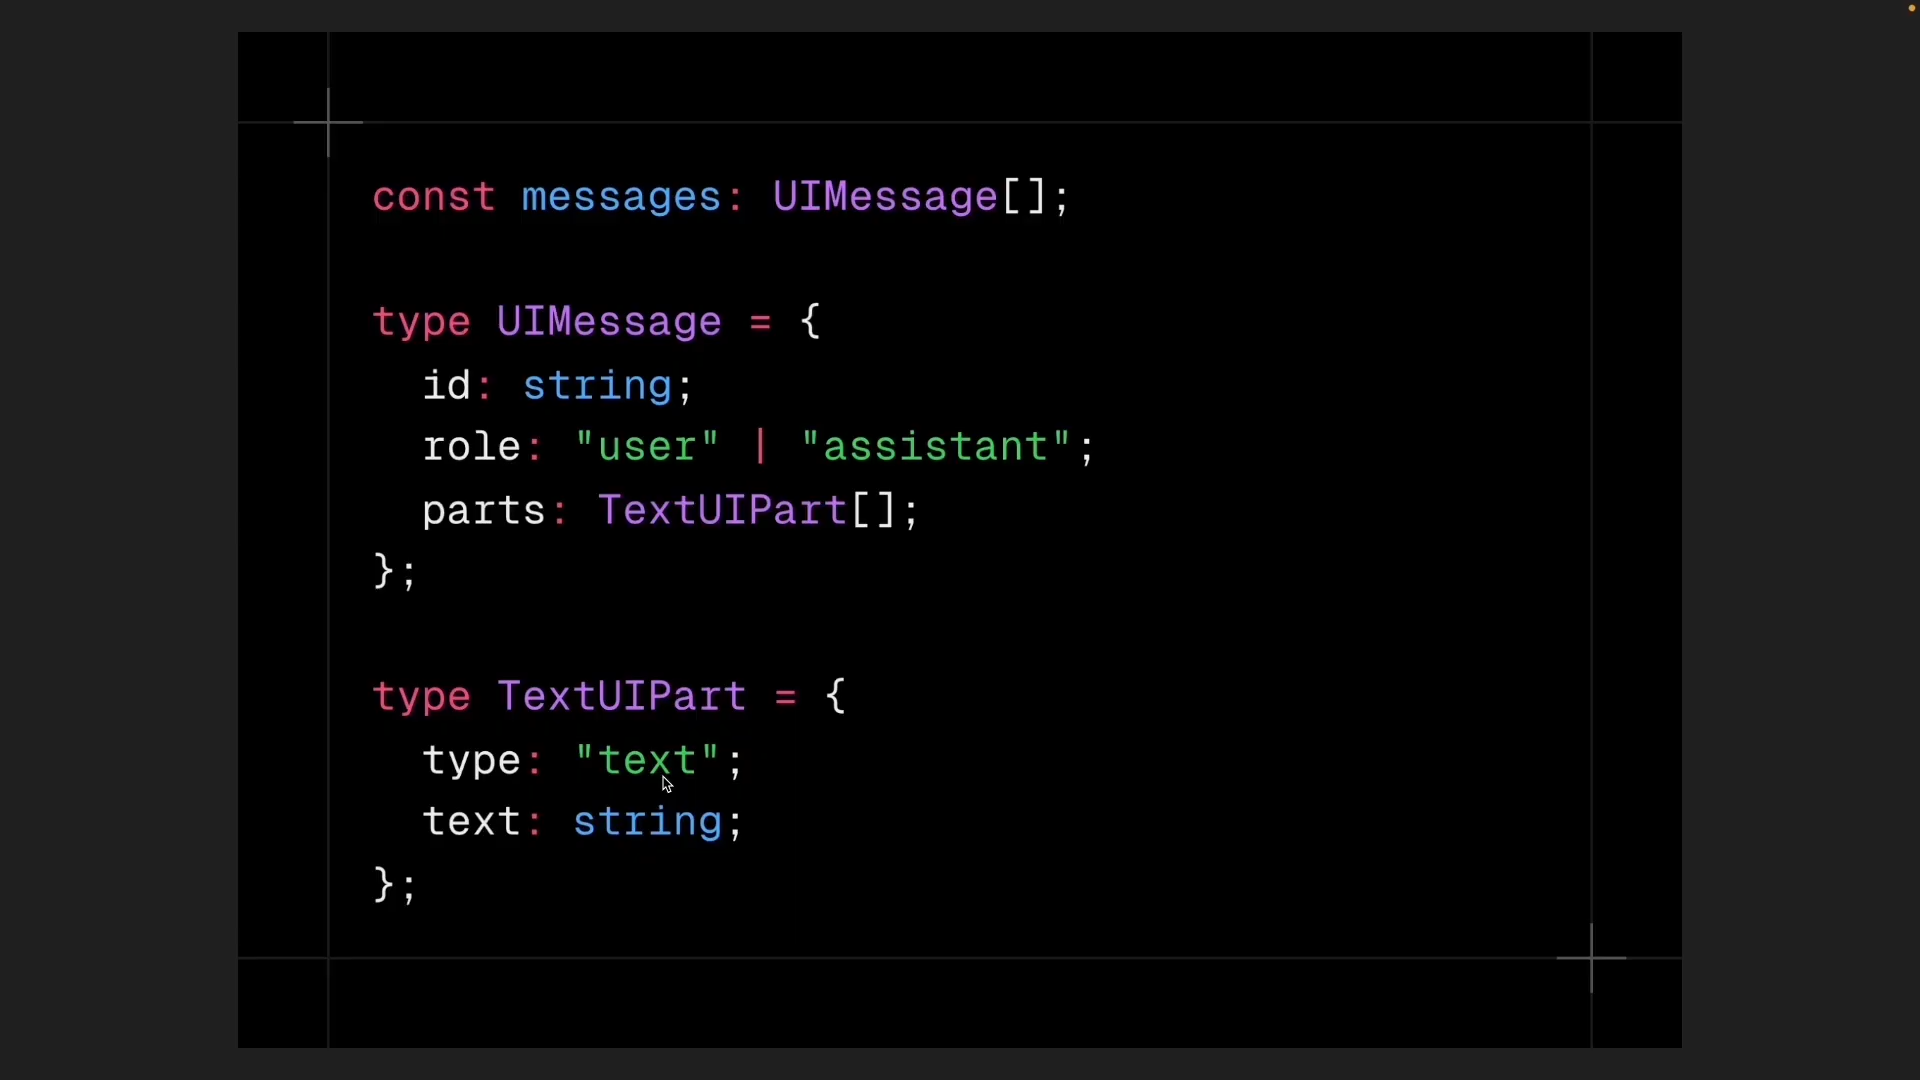 const messages: UIMessage[];
type UIMessage = {
id: string;
role: "user" | "assistant";
parts: TextUIPart[];
};
type TextUIPart = {
type: "text";
text: string;
};